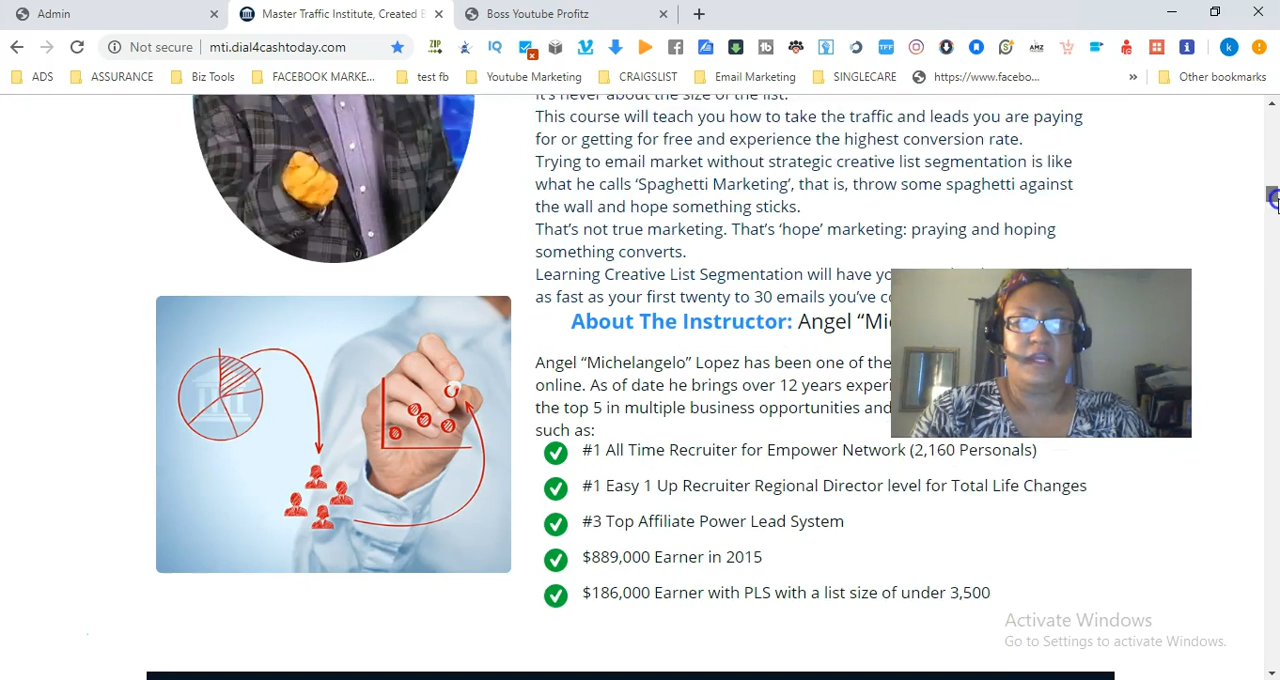 Admin
Master Traffic Institute, Created B
Boss Youtube Profitz
Not secure
mti.dial4cashtoday.com
ADS
ASSURANCE
Biz Tools
FACEBOOK MARKE...
test fb
Youtube Marketing
CRAIGSLIST
Email Marketing
SINGLECARE
https://www.facebo...
Other bookmarks
It's never about the size of the list.
This course will teach you how to take the traffic and leads you are paying
for or getting for free and experience the highest conversion rate.
Trying to email market without strategic creative list segmentation is like
what he calls ‘Spaghetti Marketing’, that is, throw some spaghetti against
the wall and hope something sticks.
That’s not true marketing. That’s ‘hope’ marketing: praying and hoping
something converts.
Learning Creative List Segmentation will have
as fast as your first twenty to 30 emails you’ve
About The Instructor: Angel
Angel “Michelangelo” Lopez has been one of the
online. As of date he brings over 12 years
the top 5 in multiple business opportunities and
such as:
#1 All Time Recruiter for Empower Network (2,160 Personals)
#1 Easy 1 Up Recruiter Regional Director level for Total Life Changes
#3 Top Affiliate Power Lead System
$889,000 Earner in 2015
$186,000 Earner with PLS with a list size of under 3,500
Activate Windows
Go to Settings to activate Windows.